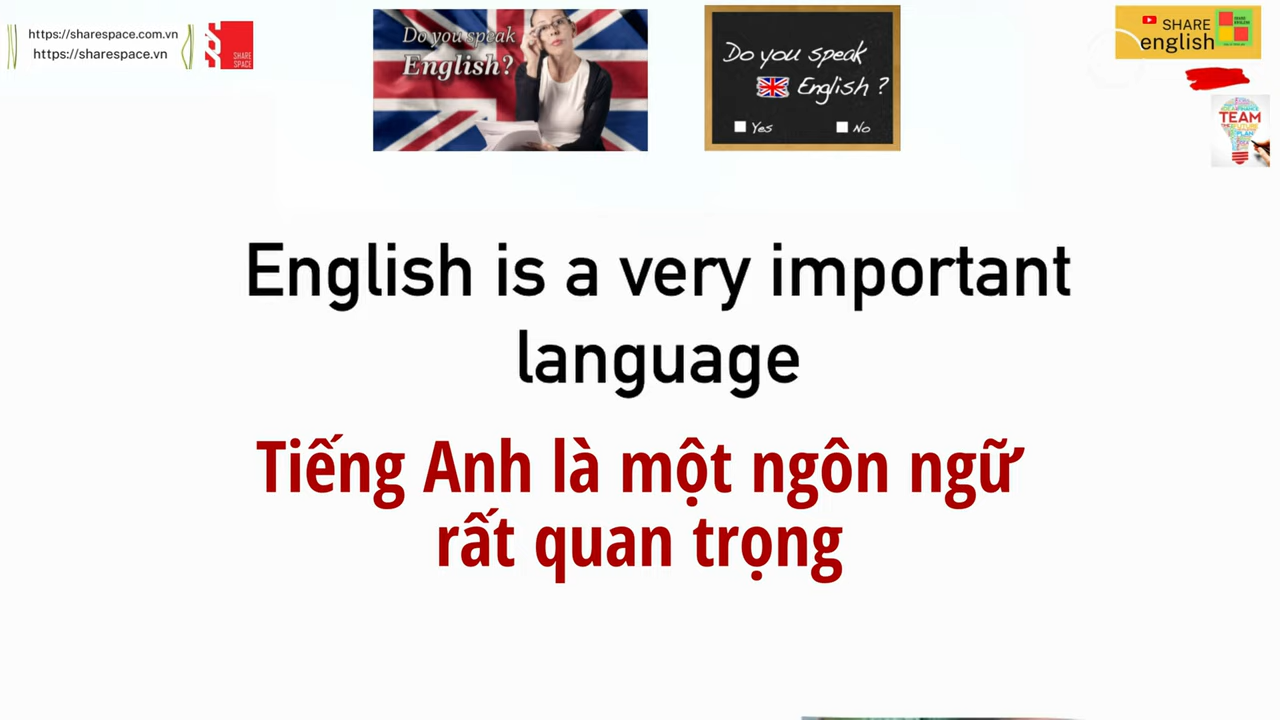 https://sharespace.com.vn
https://sharespace.vn
SHARE
SPACE
Do you speak
English?
Do you speak
English ?
Yes
No
SHARE
english
TEAM
PLAN
English is a very important
language
Tiếng Anh là một ngôn ngữ
rất quan trọng